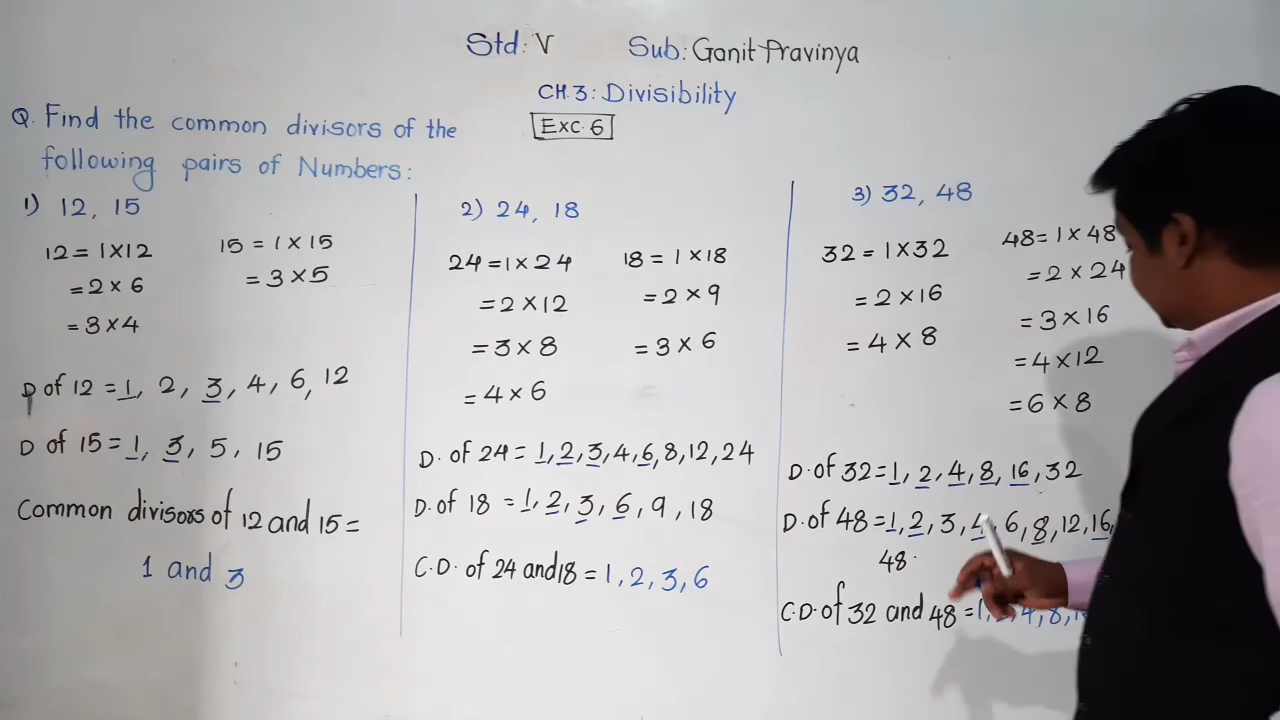 Std: V Sub: Ganit Pravinya
CH.3: Divisibility
Exc. 6
Q. Find the common divisors of the
following pairs of Numbers:
1) 12, 15
12 = 1 x 12
= 2 x 6
= 3 x 4
15 = 1 x 15
= 3 x 5
D of 12 = 1, 2, 3, 4, 6, 12
D of 15 = 1, 3, 5, 15
Common divisors of 12 and 15 =
1 and 3
2) 24, 18
24 = 1 x 24
= 2 x 12
= 3 x 8
= 4 x 6
18 = 1 x 18
= 2 x 9
= 3 x 6
D. of 24 = 1, 2, 3, 4, 6, 8, 12, 24
D. of 18 = 1, 2, 3, 6, 9, 18
C.D. of 24 and 18 = 1, 2, 3, 6
3) 32, 48
32 = 1 x 32
= 2 x 16
= 4 x 8
48 = 1 x 48
= 2 x 24
= 3 x 16
= 4 x 12
= 6 x 8
D. of 32 = 1, 2, 4, 8, 16, 32
D. of 48 = 1, 2, 3, 4, 6, 8, 12, 16,
48.
C.D. of 32 and 48 = 1, 2, 4, 8,